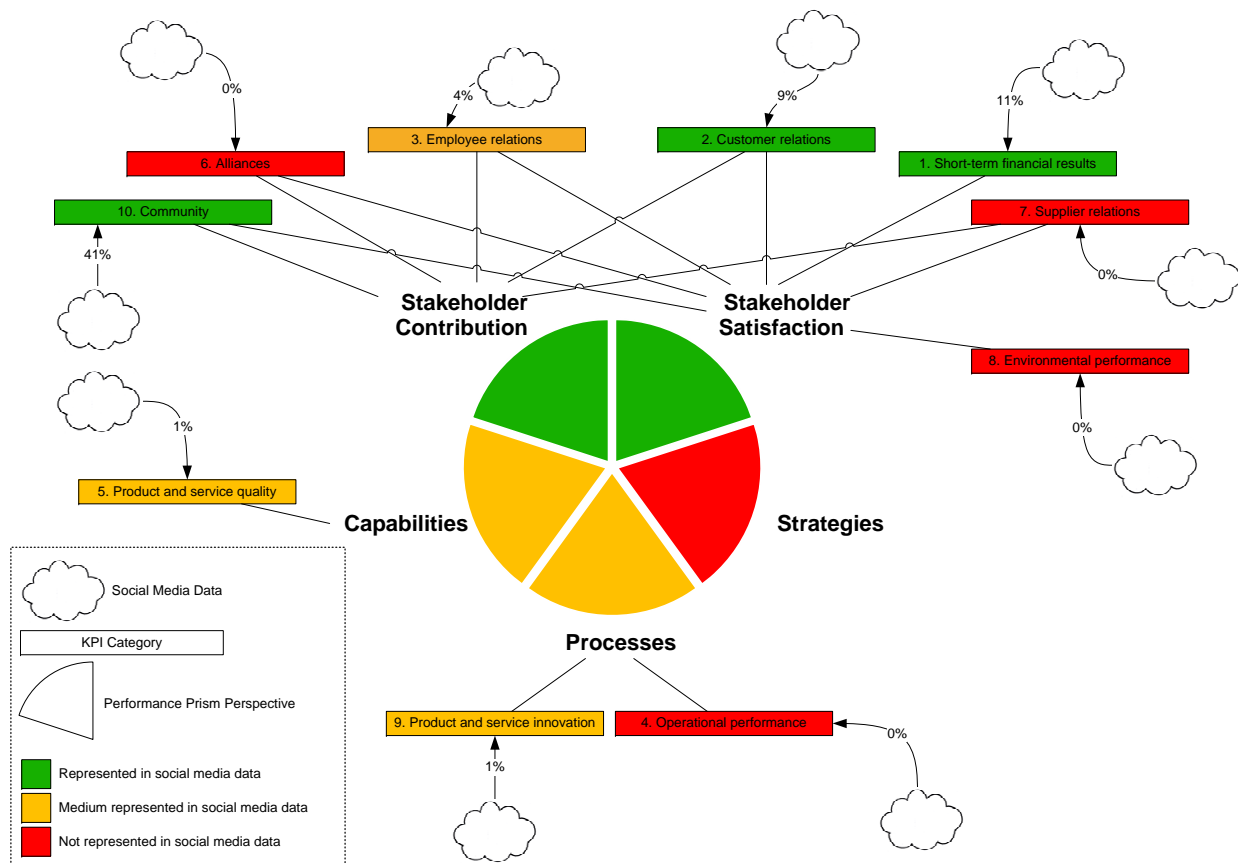 0%
4%
9%
11%
3. Employee relations
2. Customer relations
6. Alliances
1. Short-term financial results
10. Community
7. Supplier relations
41%
0%
Stakeholder
Contribution
Stakeholder
Satisfaction
8. Environmental performance
1%
0%
5. Product and service quality
Capabilities
Strategies
Processes
9. Product and service innovation
4. Operational performance
0%
1%
Social Media Data
KPI Category
Performance Prism Perspective
Represented in social media data
Medium represented in social media data
Not represented in social media data